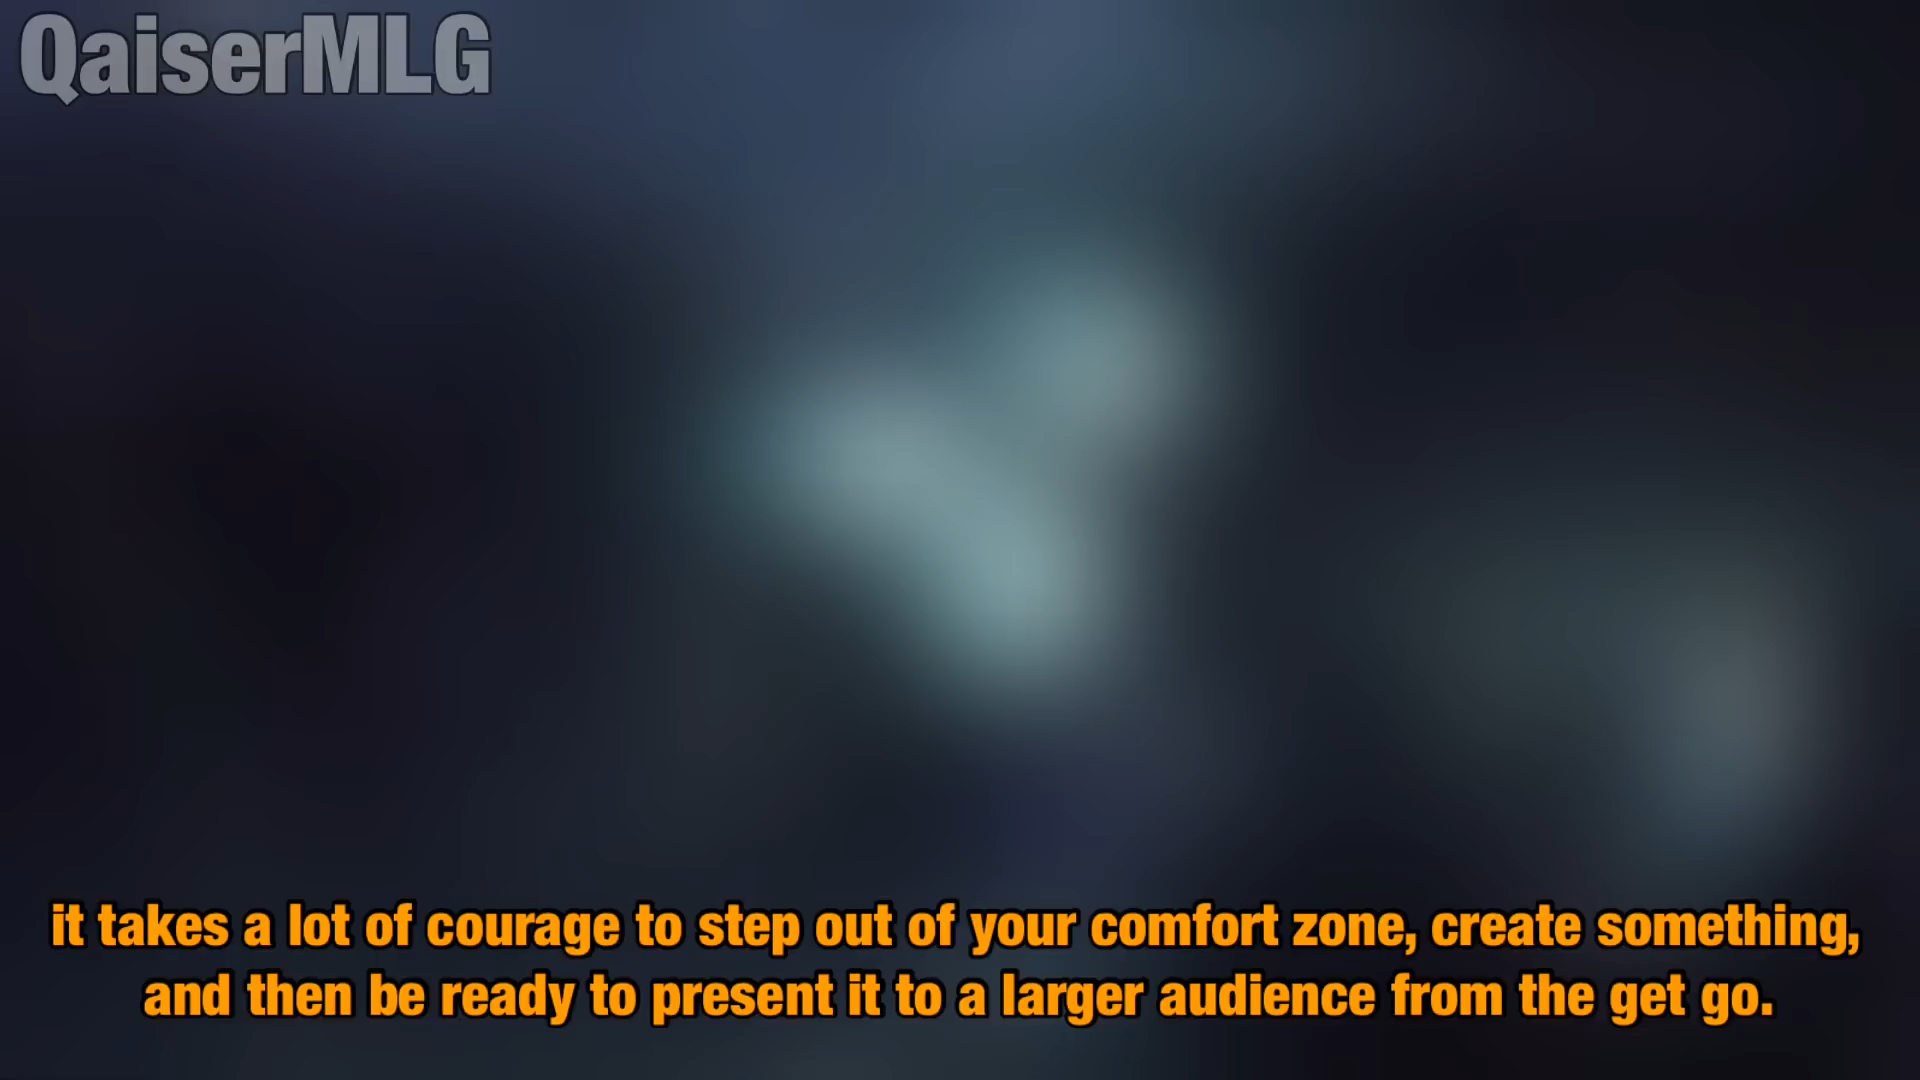 QaiserMLG
it takes a lot of courage to step out of your comfort zone, create something,
and then be ready to present it to a larger audience from the get go.